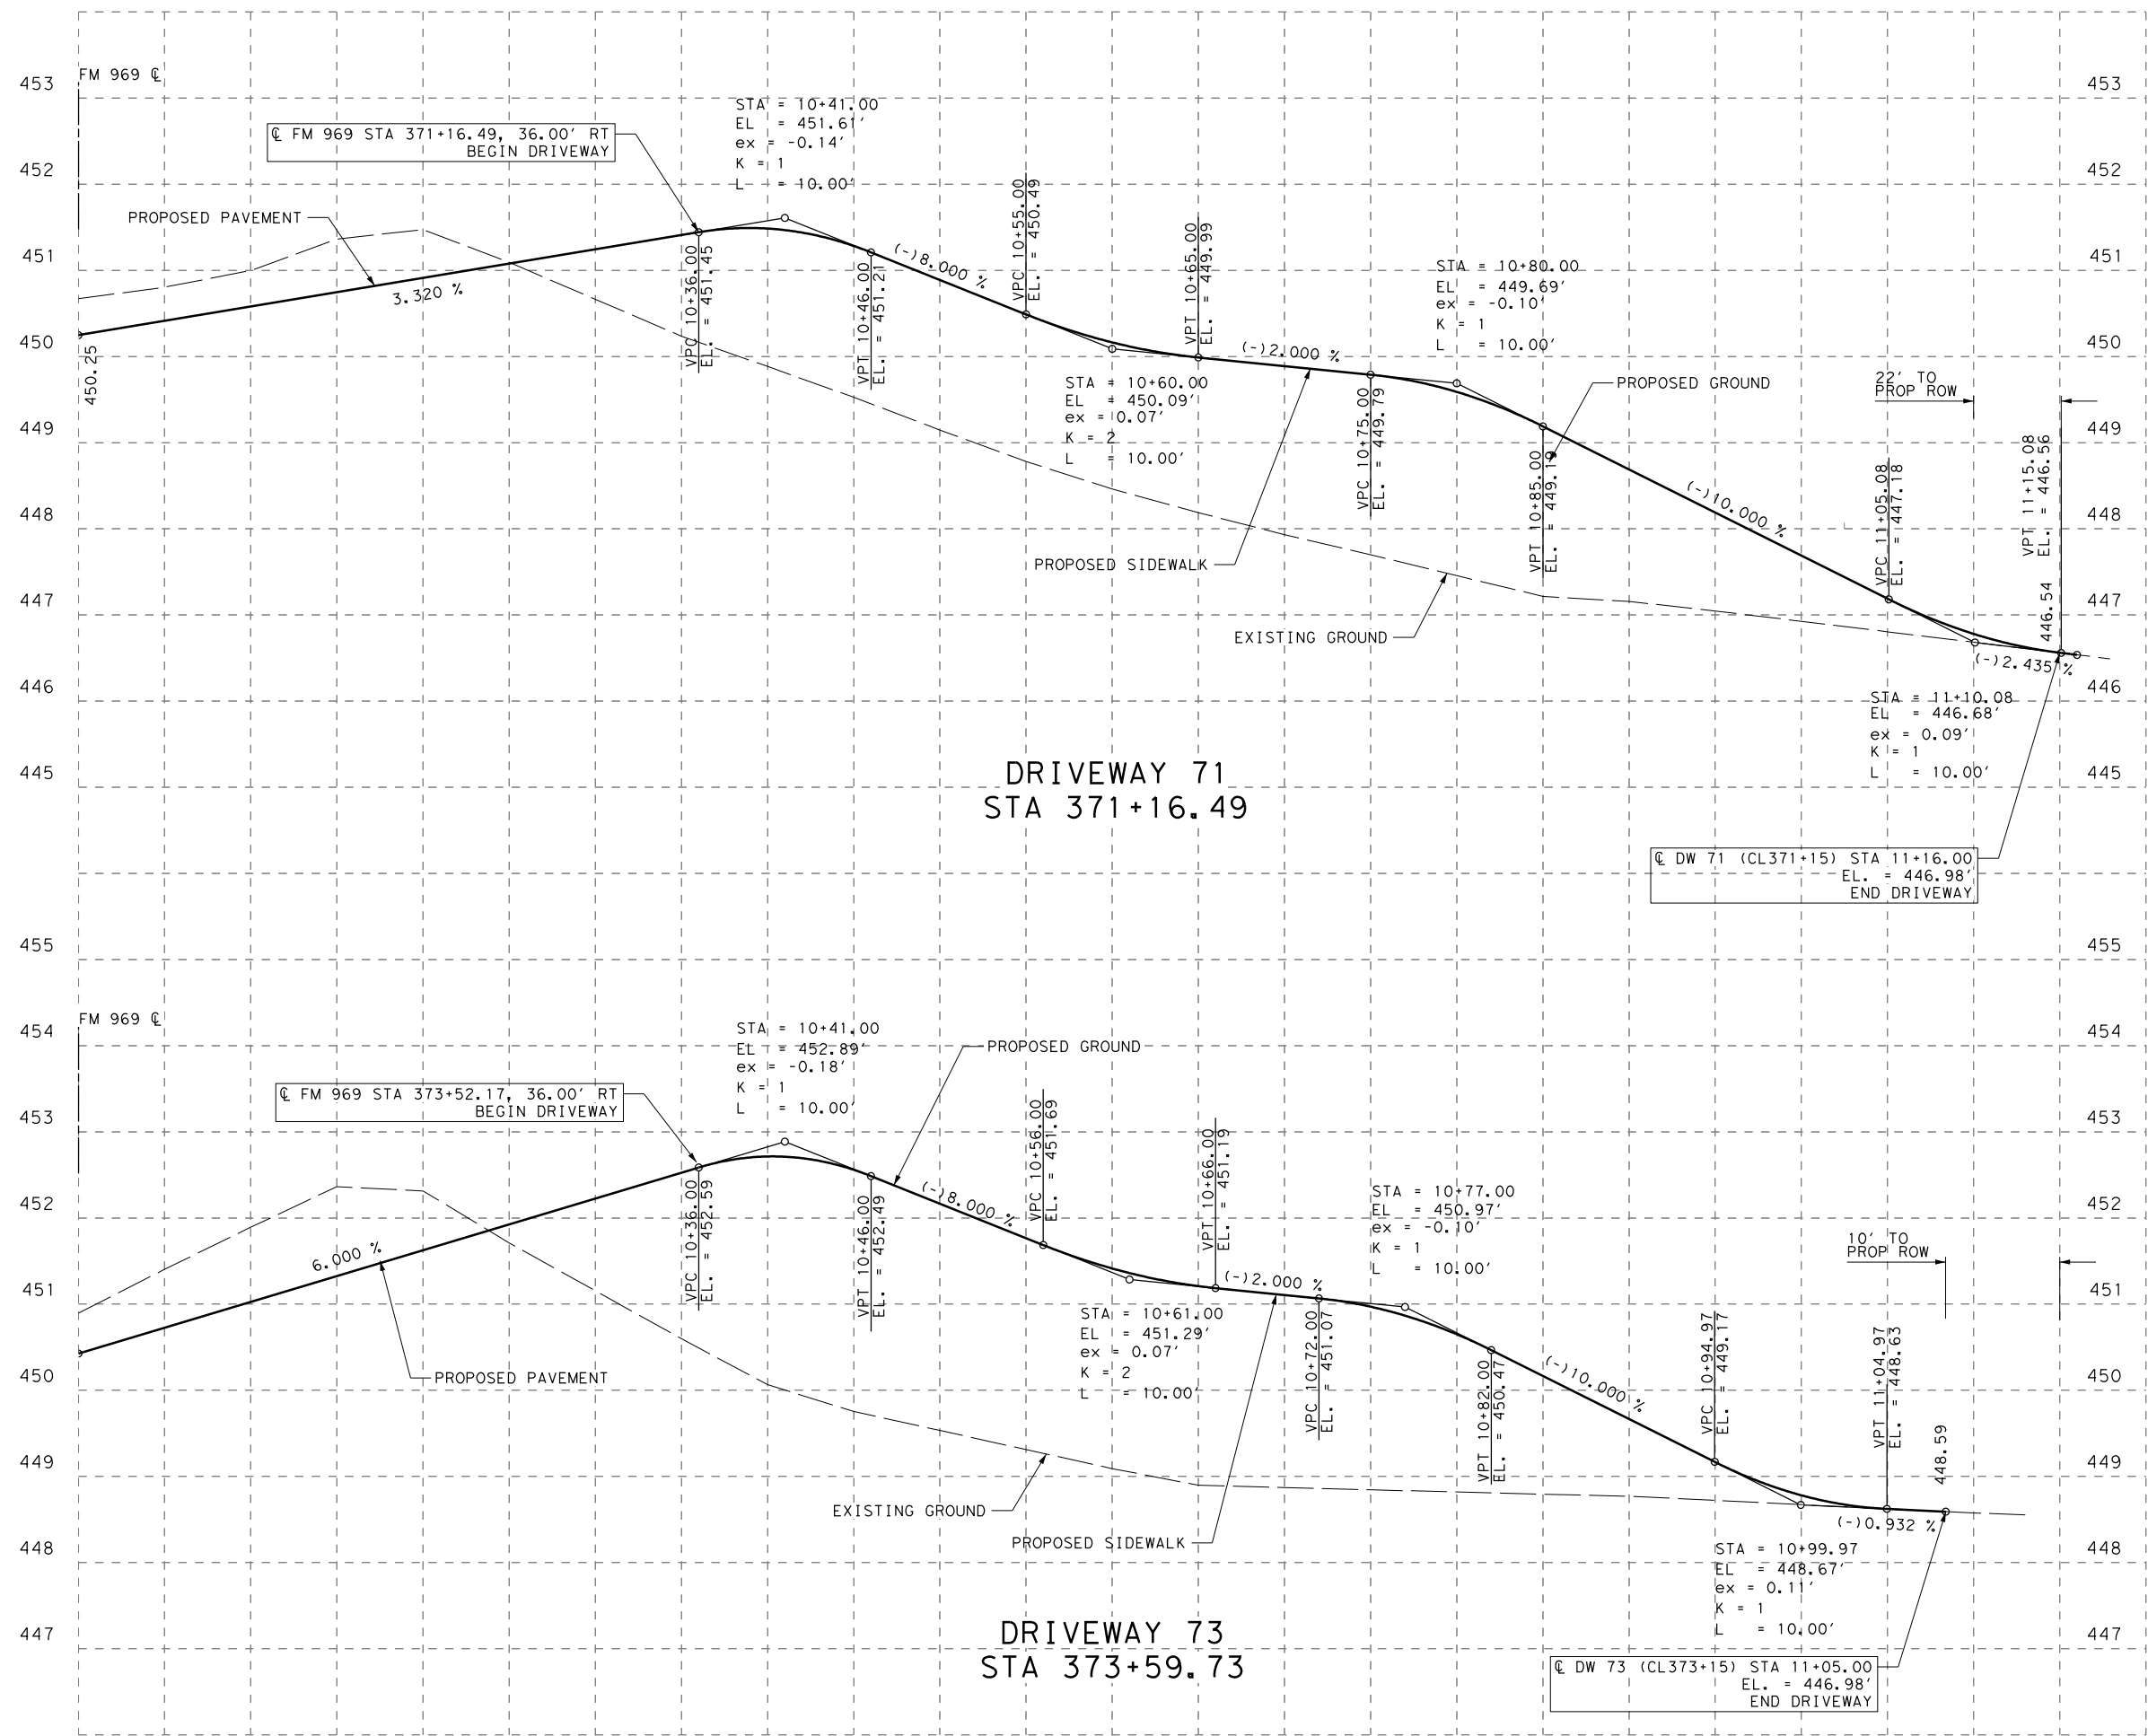 FM 969 ℄
453
453
STA = 10+41.00
EL = 451.61'
ex = -0.14'
K = 1
L = 10.00'
℄ FM 969 STA 371+16.49, 36.00' RT
BEGIN DRIVEWAY
452
452
PROPOSED PAVEMENT
VPC 10+55.00
EL. = 450.49
VPT 10+65.00
EL. = 449.99
451
451
3.320 %
VPC 10+36.00
EL. = 451.45
VPT 10+46.00
EL. = 451.21
(-)8.000 %
STA = 10+80.00
EL = 449.69'
ex = -0.10'
K = 1
L = 10.00'
450
450
450.25
(-)2.000 %
STA = 10+60.00
EL = 450.09'
ex = 0.07'
K = 2
L = 10.00'
VPC 10+75.00
EL. = 449.79
PROPOSED GROUND
22' TO
PROP ROW
449
449
VPT 10+85.00
EL. = 449.19
(-)10.000 %
VPC 11+05.08
EL. = 447.18
VPT 11+15.08
EL. = 446.56
446.54
448
448
PROPOSED SIDEWALK
447
447
EXISTING GROUND
(-)2.435 %
446
446
STA = 11+10.08
EL = 446.68'
ex = 0.09'
K = 1
L = 10.00'
445
445
DRIVEWAY 71
STA 371+16.49
℄ DW 71 (CL371+15) STA 11+16.00
EL. = 446.98'
END DRIVEWAY
455
455
FM 969 ℄
454
454
STA = 10+41.00
EL = 452.89'
ex = -0.18'
K = 1
L = 10.00'
PROPOSED GROUND
℄ FM 969 STA 373+52.17, 36.00' RT
BEGIN DRIVEWAY
453
453
VPC 10+56.00
EL. = 451.69
VPT 10+66.00
EL. = 451.19
452
452
6.000 %
VPC 10+36.00
EL. = 452.59
VPT 10+46.00
EL. = 452.49
(-)8.000 %
STA = 10+77.00
EL = 450.97'
ex = -0.10'
K = 1
L = 10.00'
10' TO
PROP ROW
451
451
(-)2.000 %
STA = 10+61.00
EL = 451.29'
ex = 0.07'
K = 2
L = 10.00'
VPC 10+72.00
EL. = 451.07
VPT 10+82.00
EL. = 450.47
(-)10.000 %
VPC 10+94.97
EL. = 449.17
VPT 11+04.97
EL. = 448.63
448.59
PROPOSED PAVEMENT
450
450
449
449
EXISTING GROUND
PROPOSED SIDEWALK
(-)0.932 %
448
448
STA = 10+99.97
EL = 448.67'
ex = 0.11'
K = 1
L = 10.00'
447
447
DRIVEWAY 73
STA 373+59.73
℄ DW 73 (CL373+15) STA 11+05.00
EL. = 446.98'
END DRIVEWAY